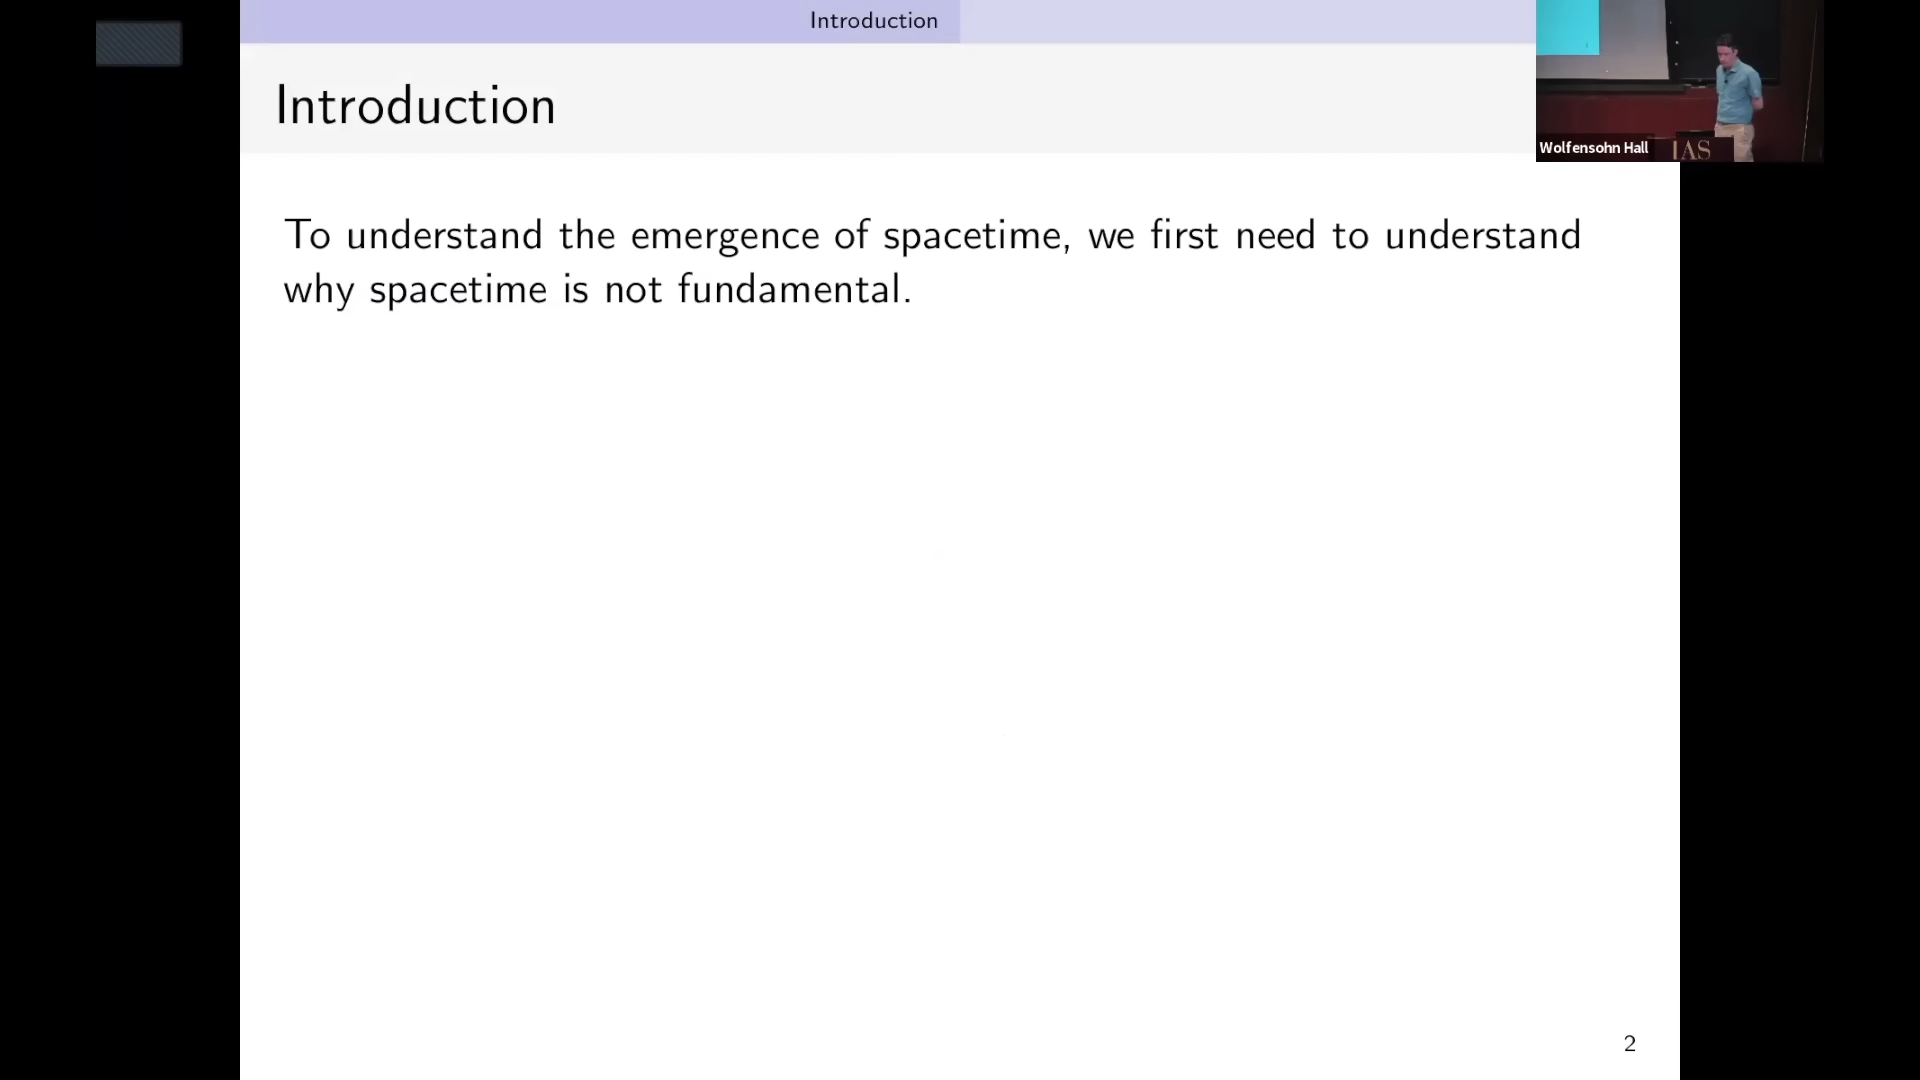 Introduction
Introduction
To understand the emergence of spacetime, we first need to understand
why spacetime is not fundamental.
Wolfensohn Hall
IAS
2